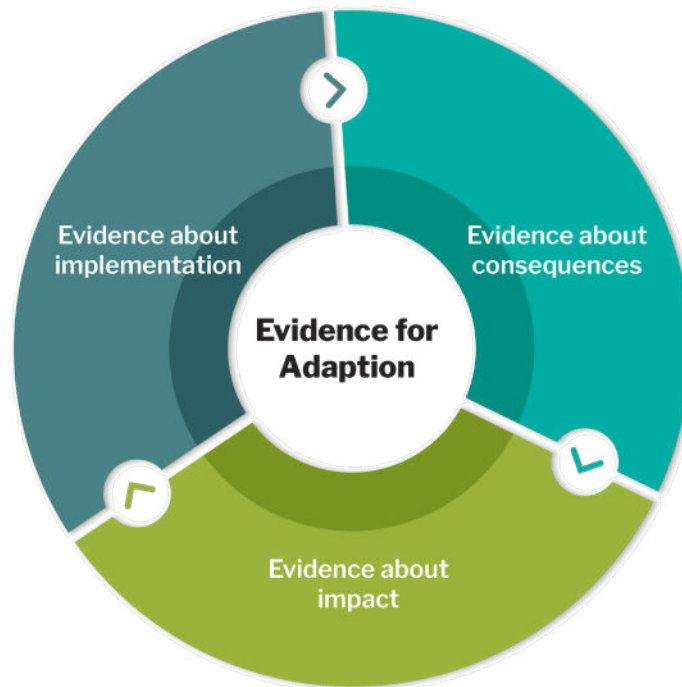 Evidence about
implementation
Evidence about
consequences
Evidence for
Adaption
Evidence about
impact